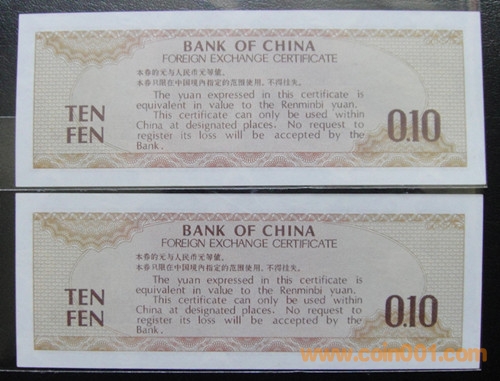 BANK OF CHINA
FOREIGN EXCHANGE CERTIFICATE
本券的元与人民币元等值。
本券只限在中国境内指定的范围使用，不得挂失。
The yuan expressed in this certificate is
equivalent in value to the Renminbi yuan.
This certificate can only be used within
China at designated places. No request to
register its loss will be accepted by the
Bank.
TEN
FEN
0.10
BANK OF CHINA
FOREIGN EXCHANGE CERTIFICATE
本券的元与人民币元等值。
本券只限在中国境内指定的范围使用，不得挂失。
The yuan expressed in this certificate is
equivalent in value to the Renminbi yuan.
This certificate can only be used within
China at designated places. No request to
register its loss will be accepted by the
Bank.
TEN
FEN
0.10
www.coin001.com